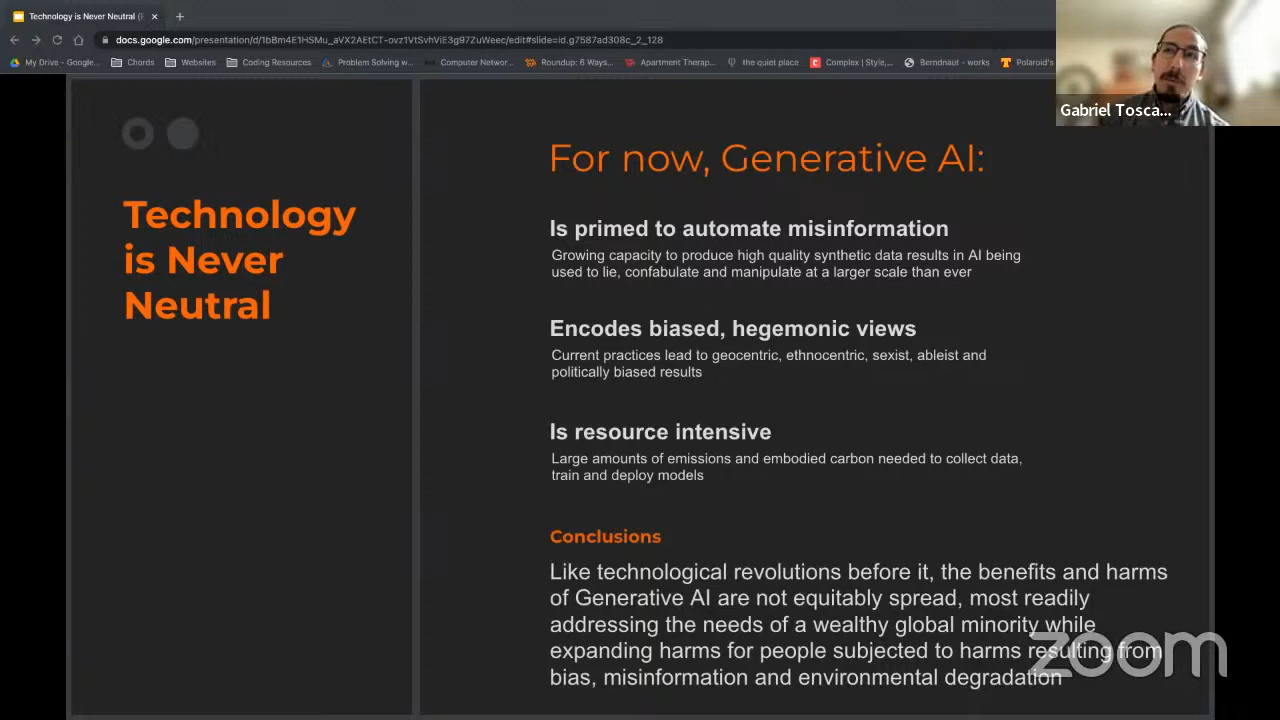 Technology is Never Neutral (E
docs.google.com/presentation/d/1bBm4E1HSMu_aVX2AEtCT-ovz1VtSvhViE3g97ZuWeec/edit#slide=id.g7587ad308c_2_128
My Drive - Google...
Chords
Websites
Coding Resources
Problem Solving w...
Computer Networ...
Roundup: 6 Ways...
Apartment Therap...
the quiet place
Complex | Style,...
Berndnaut - works
Polaroid's
Gabriel Tosca...
Technology
is Never
Neutral
For now, Generative AI:
Is primed to automate misinformation
Growing capacity to produce high quality synthetic data results in AI being
used to lie, confabulate and manipulate at a larger scale than ever
Encodes biased, hegemonic views
Current practices lead to geocentric, ethnocentric, sexist, ableist and
politically biased results
Is resource intensive
Large amounts of emissions and embodied carbon needed to collect data,
train and deploy models
Conclusions
Like technological revolutions before it, the benefits and harms
of Generative AI are not equitably spread, most readily
addressing the needs of a wealthy global minority while
expanding harms for people subjected to harms resulting from
bias, misinformation and environmental degradation
zoom